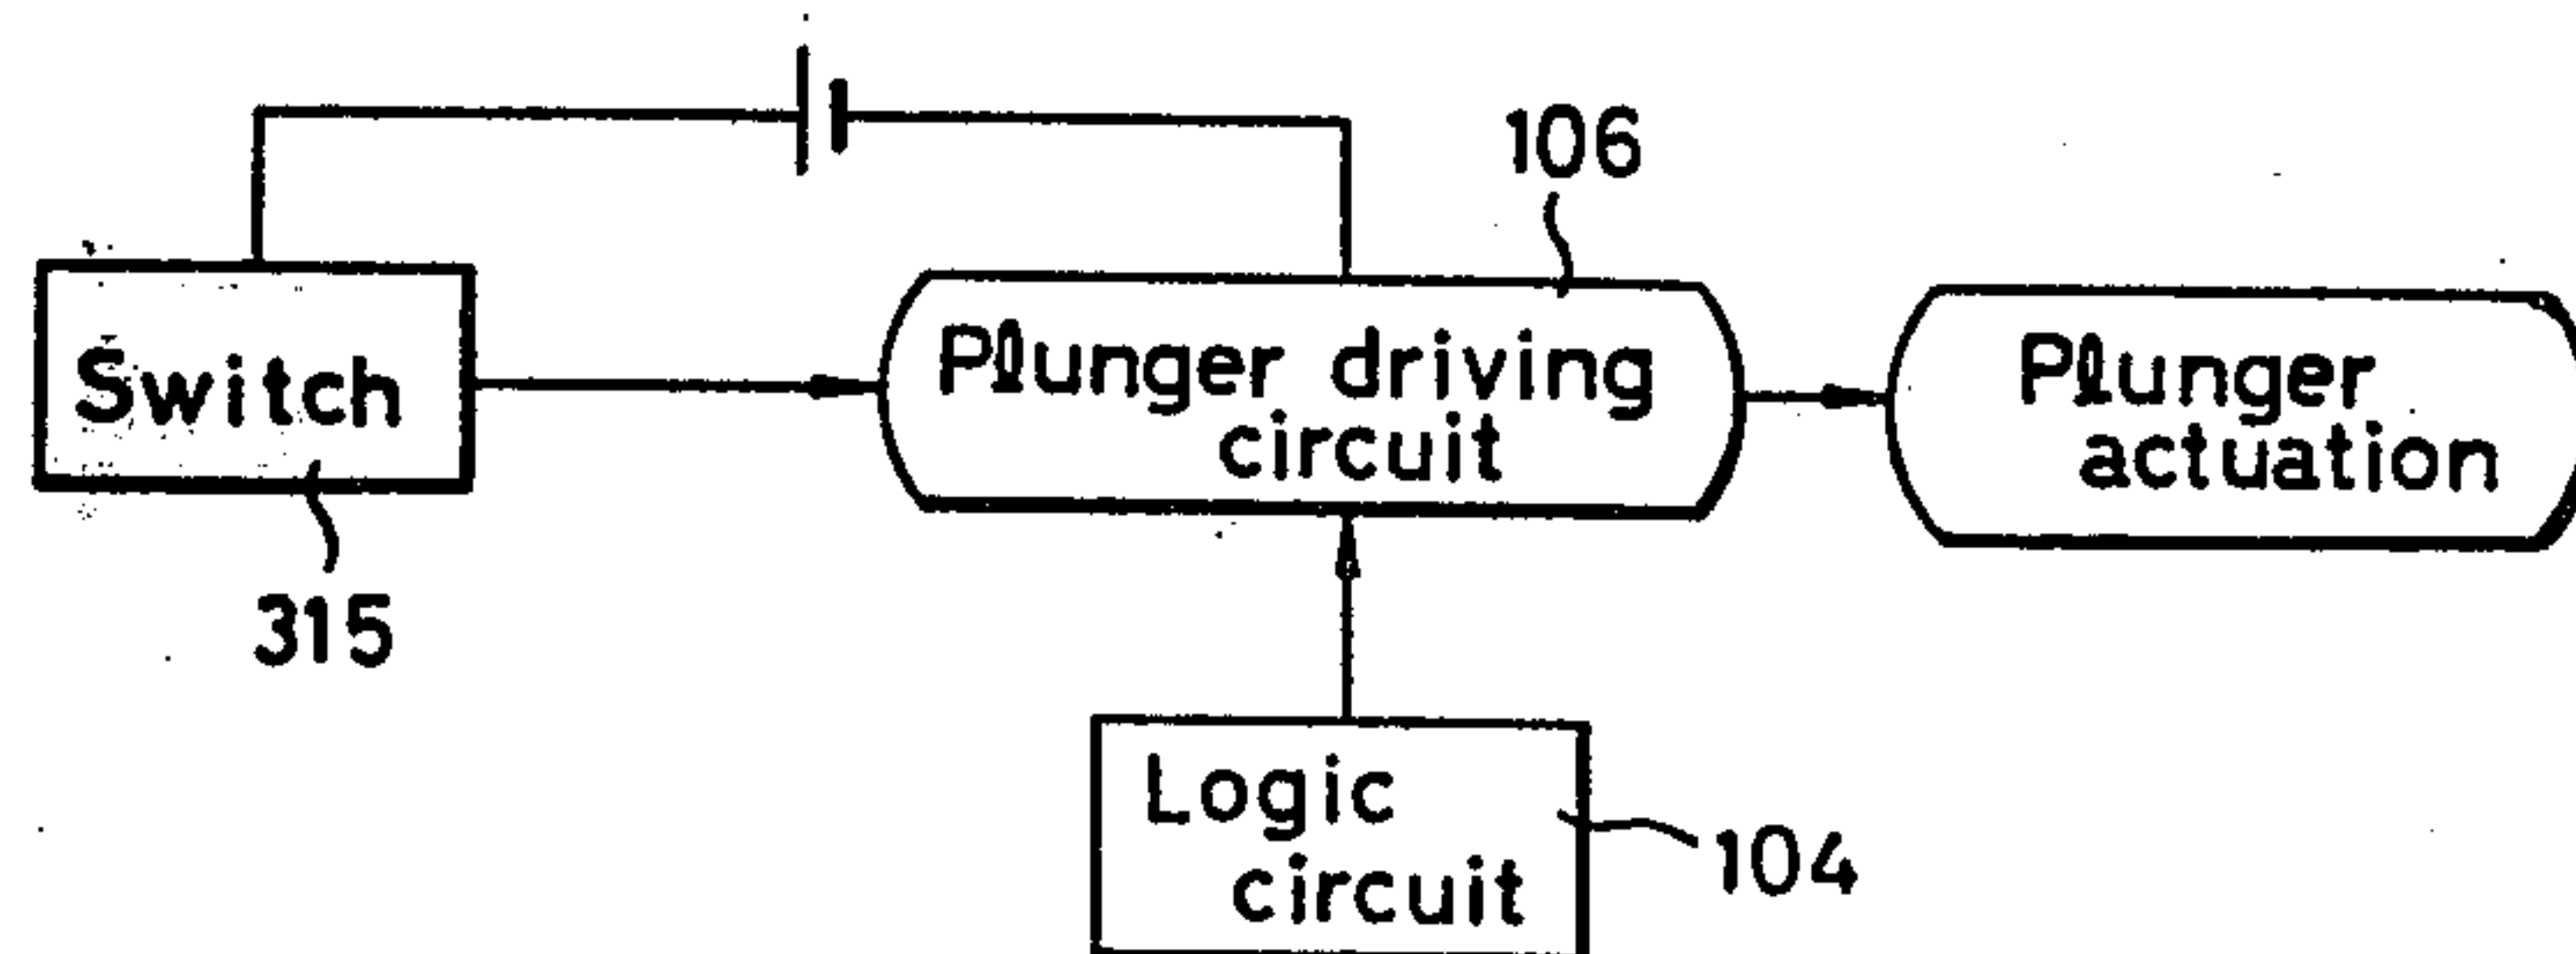 106
Switch
Plunger driving
circuit
Plunger
actuation
315
Logic
circuit
104